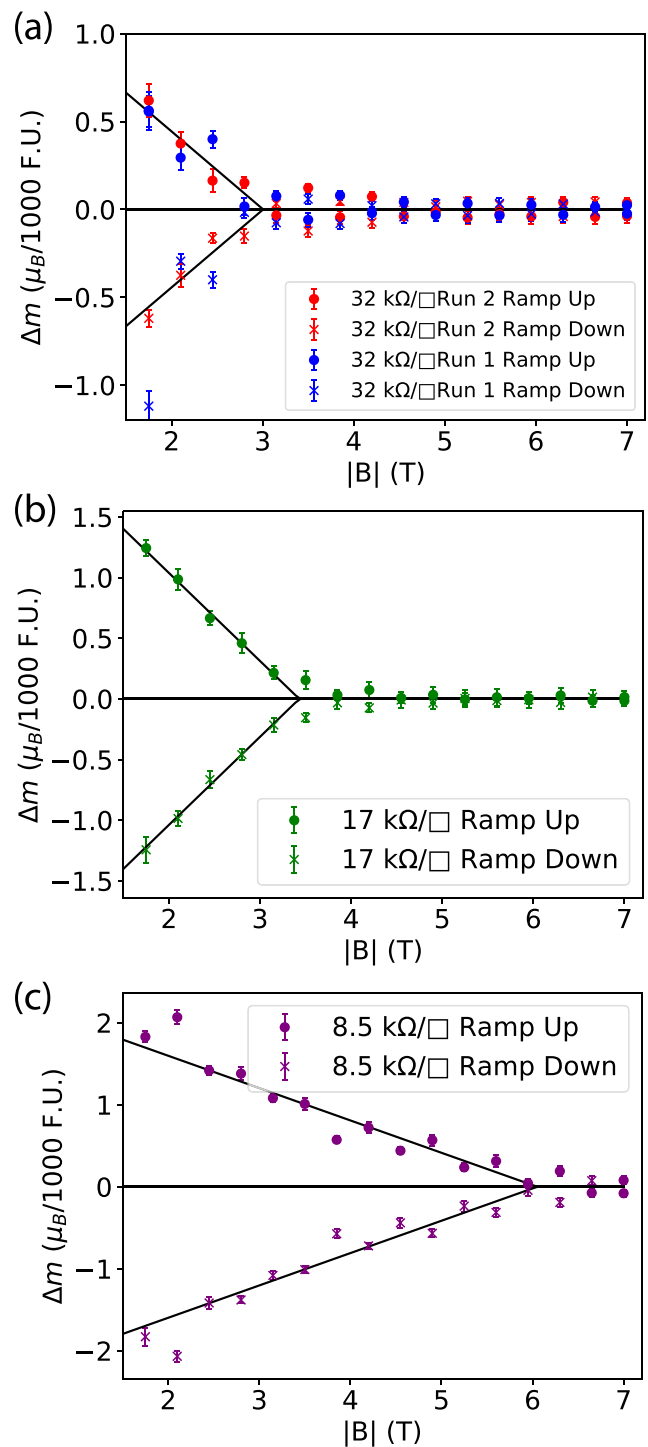 (a)
1.0
0.5
0.0
−0.5
−1.0
Δm (μB/1000 F.U.)
32 kΩ/□Run 2 Ramp Up
32 kΩ/□Run 2 Ramp Down
32 kΩ/□Run 1 Ramp Up
32 kΩ/□Run 1 Ramp Down
2 3 4 5 6 7
|B| (T)
(b)
1.5
1.0
0.5
0.0
−0.5
−1.0
−1.5
Δm (μB/1000 F.U.)
17 kΩ/□ Ramp Up
17 kΩ/□ Ramp Down
2 3 4 5 6 7
|B| (T)
(c)
2
1
0
−1
−2
Δm (μB/1000 F.U.)
8.5 kΩ/□ Ramp Up
8.5 kΩ/□ Ramp Down
2 3 4 5 6 7
|B| (T)